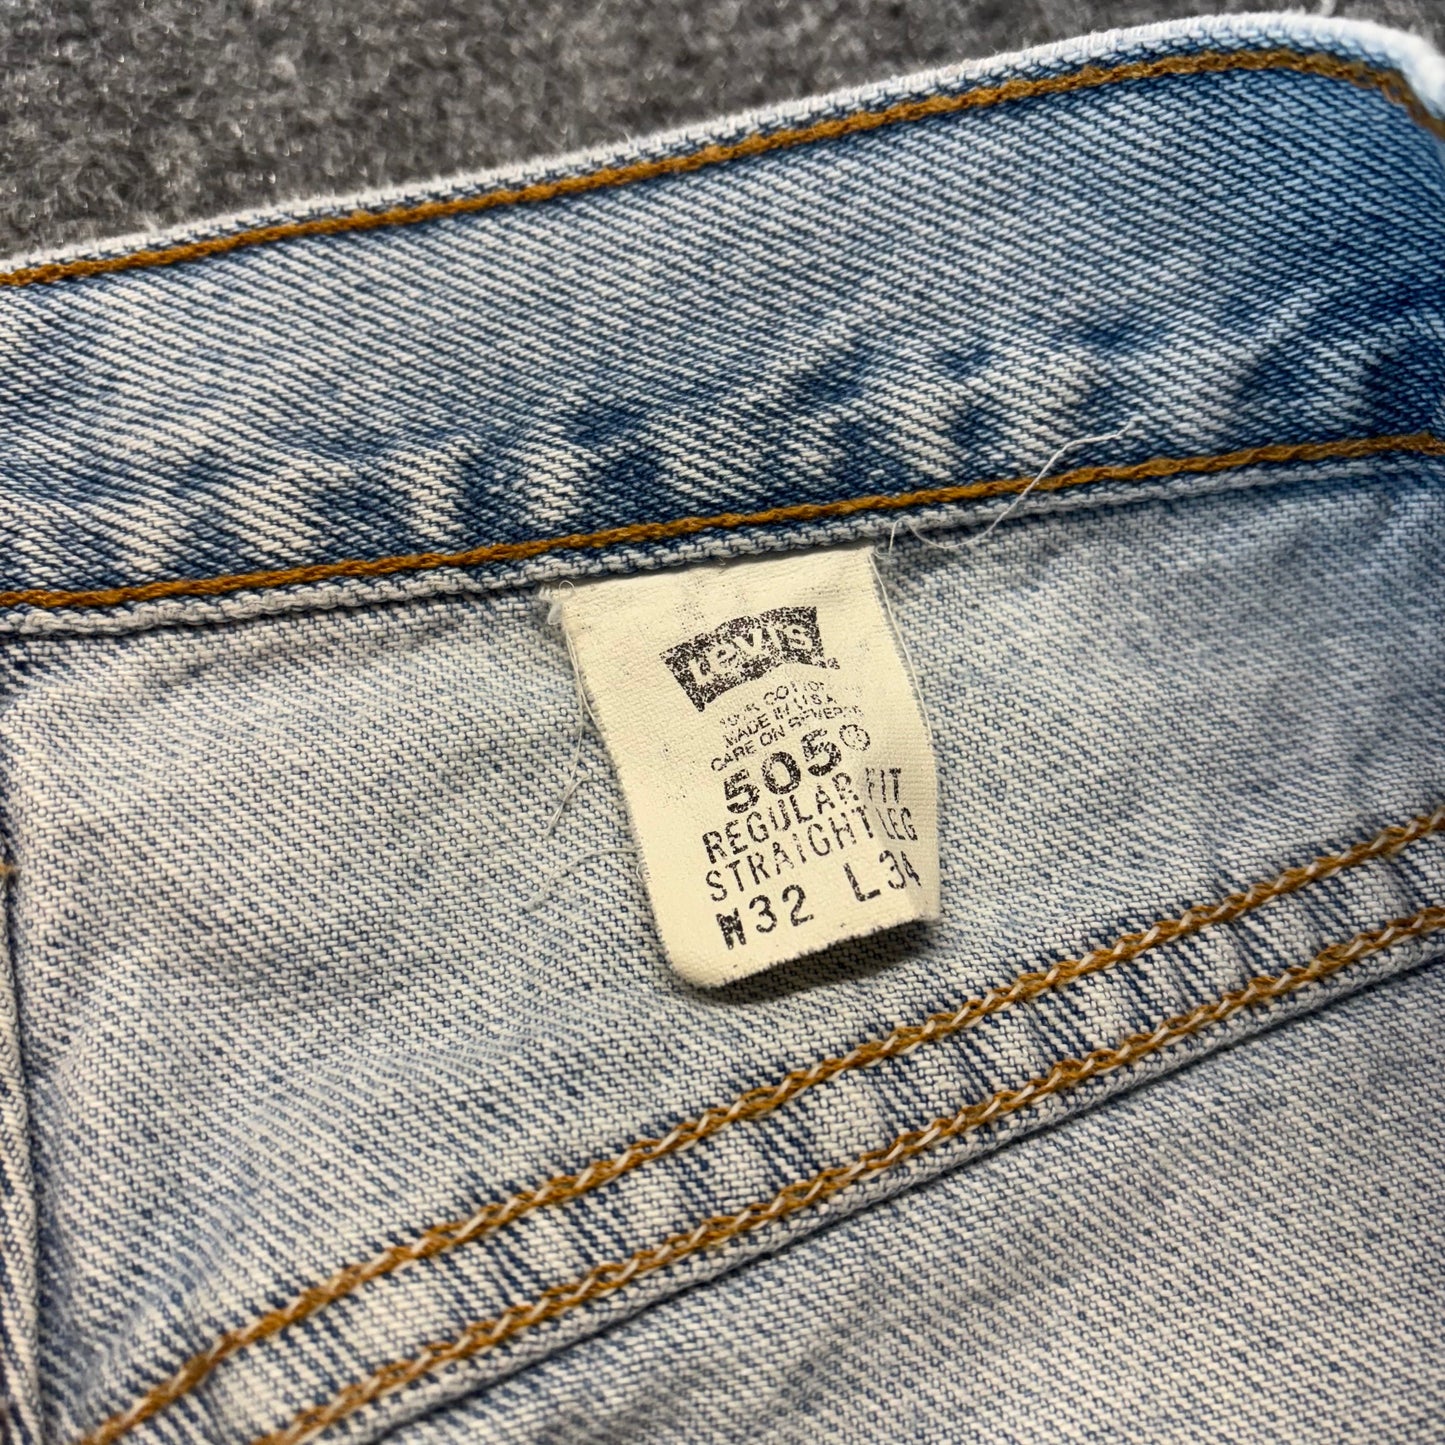 Levi's
100% COTTON
MADE IN U.S.A.
CARE ON REVERSE
505®
REGULAR FIT
STRAIGHT LEG
W32 L34